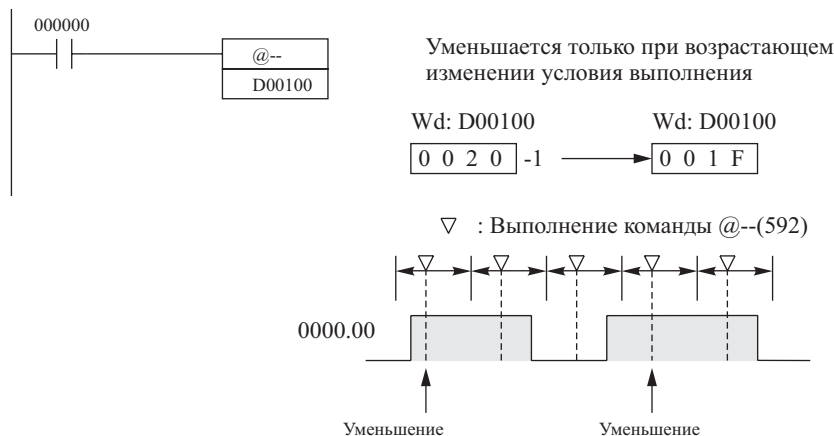 000000
@--
D00100
Уменьшается только при возрастающем
изменении условия выполнения
Wd: D00100 Wd: D00100
0 0 2 0 -1 0 0 1 F
: Выполнение команды @--(592)
0000.00
Уменьшение Уменьшение